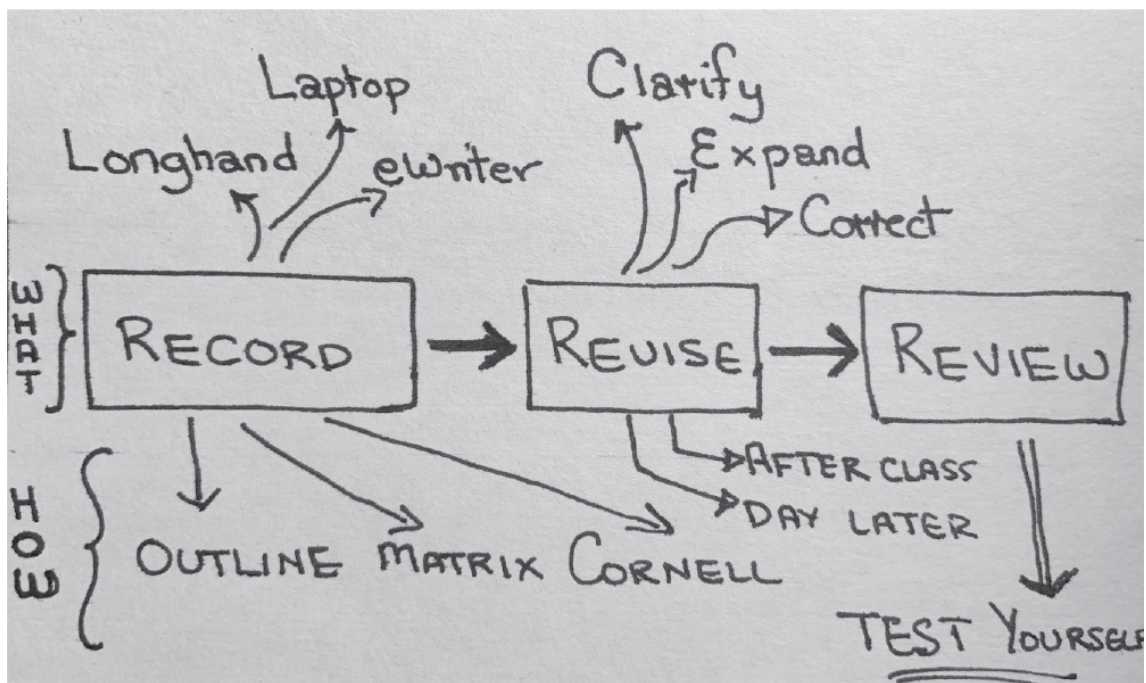 Laptop
Clarify
Longhand
eWriter
Expand
Correct
WHAT
RECORD
REVISE
REVIEW
AFTER CLASS
DAY LATER
HOW
OUTLINE MATRIX CORNELL
TEST YOURSELF